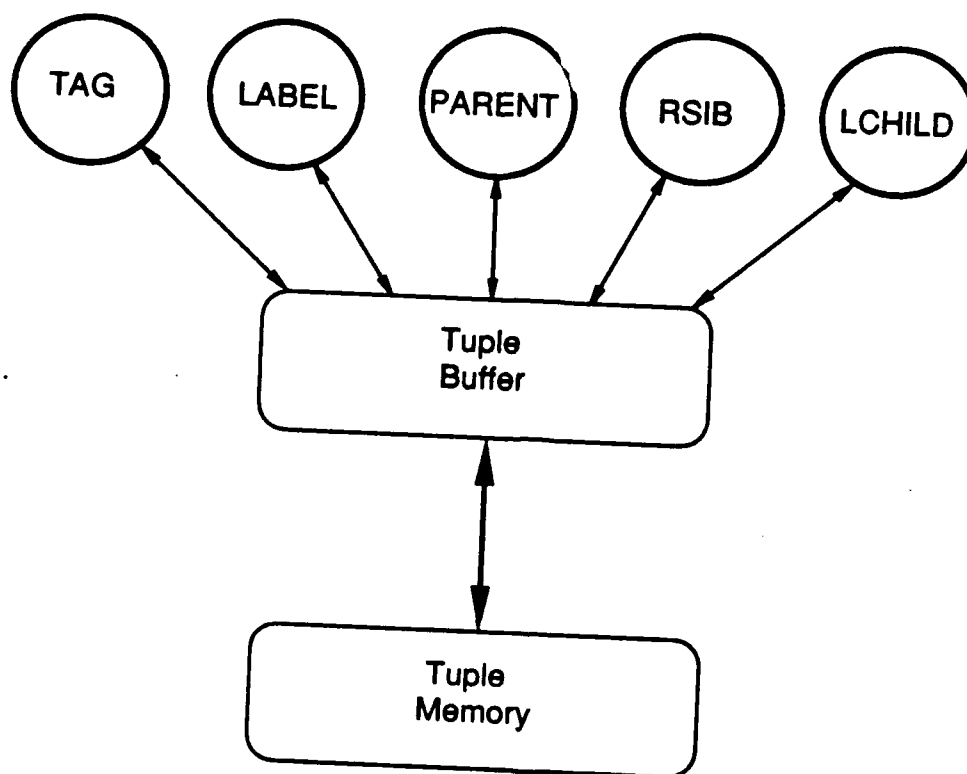 TAG
LABEL
PARENT
RSIB
LCHILD
Tuple
Buffer
Tuple
Memory